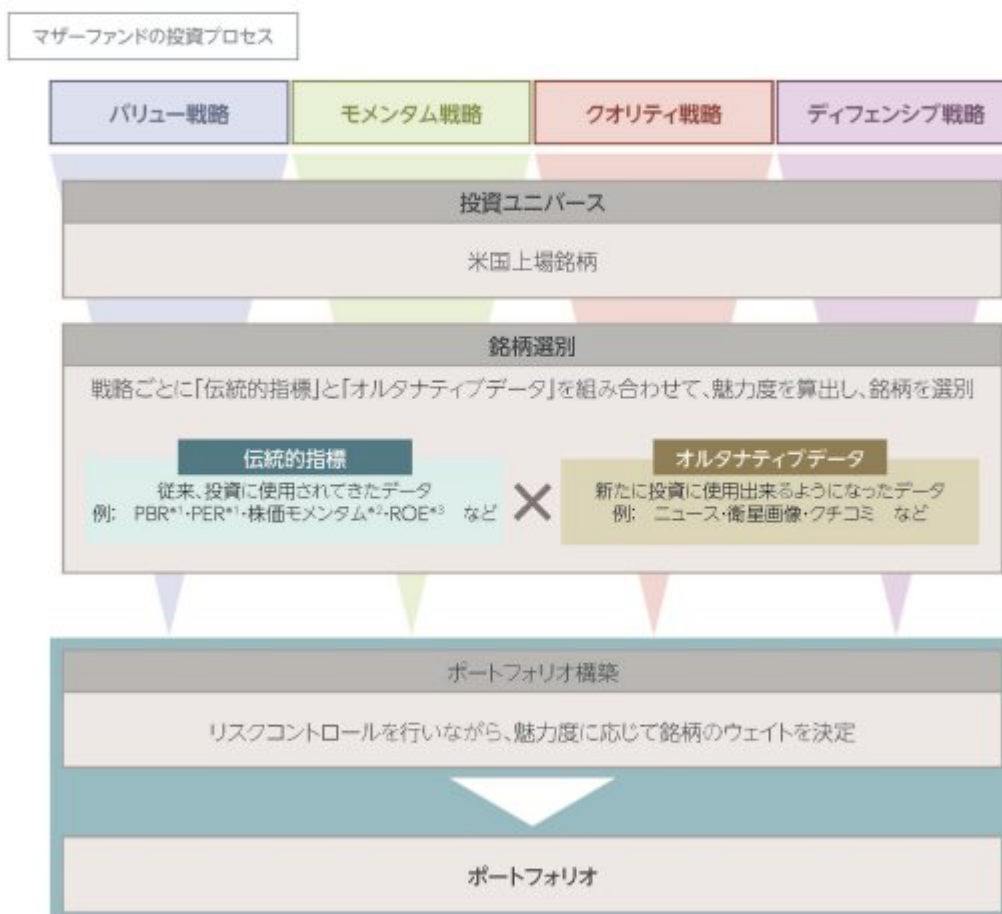 マザーファンドの投資プロセス
バリュー戦略 モメンタム戦略 クオリティ戦略 ディフェンシブ戦略
投資ユニバース
米国上場銘柄
銘柄選別
戦略ごとに「伝統的指標」と「オルタナティブデータ」を組み合わせて、魅力度を算出し、銘柄を選別
伝統的指標
従来、投資に使用されてきたデータ
例: PBR*1・PER*1・株価モメンタム*2・ROE*3 など
×
オルタナティブデータ
新たに投資に使用出来るようになったデータ
例: ニュース・衛星画像・クチコミ など
ポートフォリオ構築
リスクコントロールを行いながら、魅力度に応じて銘柄のウェイトを決定
ポートフォリオ